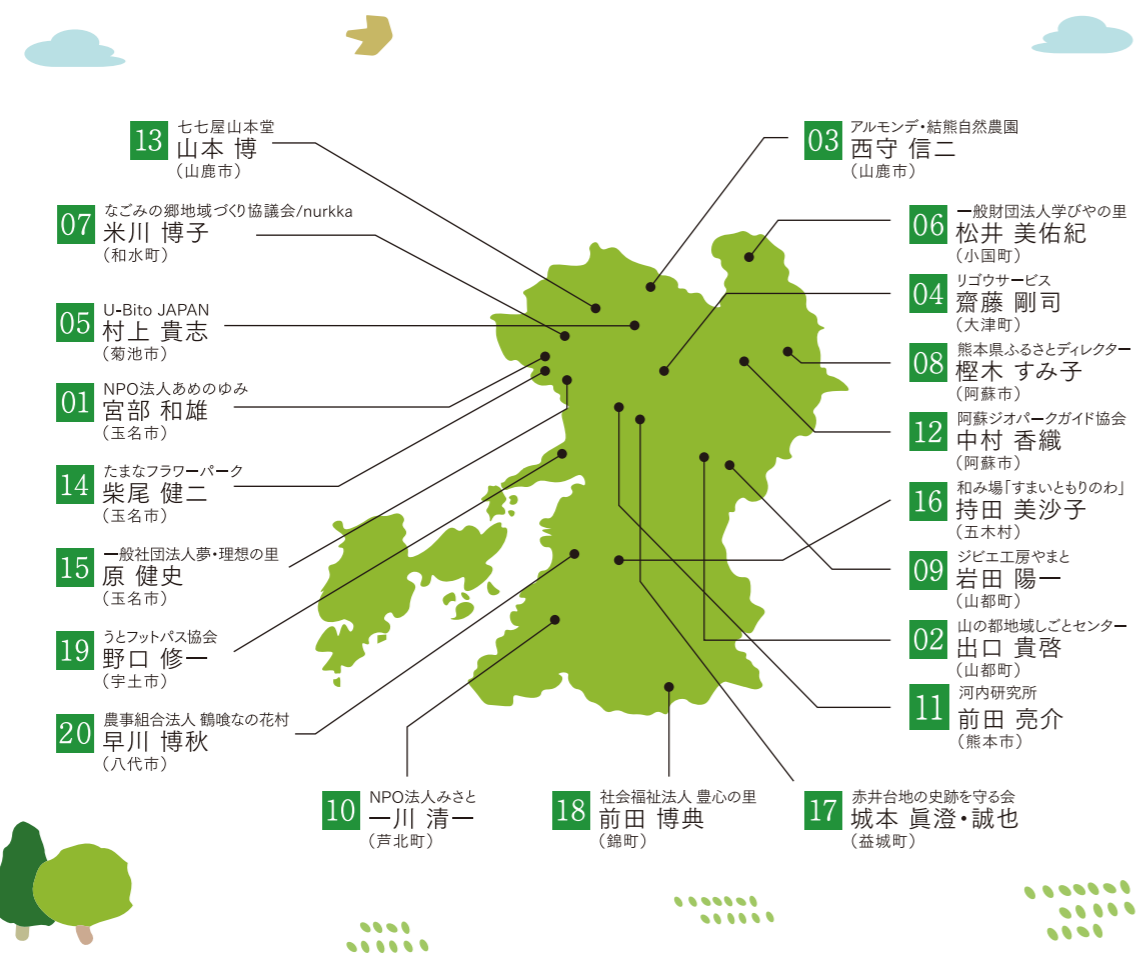 13
七七屋山本堂
山本 博
（山鹿市）
07
なごみの郷地域づくり協議会/nurkka
米川 博子
（和水町）
05
U-Bito JAPAN
村上 貴志
（菊池市）
01
NPO法人あめのゆみ
宮部 和雄
（玉名市）
14
たまなフラワーパーク
柴尾 健二
（玉名市）
15
一般社団法人夢・理想の里
原 健史
（玉名市）
19
うとフットパス協会
野口 修一
（宇土市）
20
農事組合法人 鶴喰なの花村
早川 博秋
（八代市）
10
NPO法人みさと
一川 清一
（芦北町）
18
社会福祉法人 豊心の里
前田 博典
（錦町）
17
赤井台地の史跡を守る会
城本 眞澄・誠也
（益城町）
03
アルモンデ・結熊自然農園
西守 信二
（山鹿市）
06
一般財団法人学びやの里
松井 美佑紀
（小国町）
04
リゴウサービス
齋藤 剛司
（大津町）
08
熊本県ふるさとディレクター
樫木 すみ子
（阿蘇市）
12
阿蘇ジオパークガイド協会
中村 香織
（阿蘇市）
16
和み場「すまいともりのわ」
持田 美沙子
（五木村）
09
ジビエ工房やまと
岩田 陽一
（山都町）
02
山の都地域しごとセンター
出口 貴啓
（山都町）
11
河内研究所
前田 亮介
（熊本市）